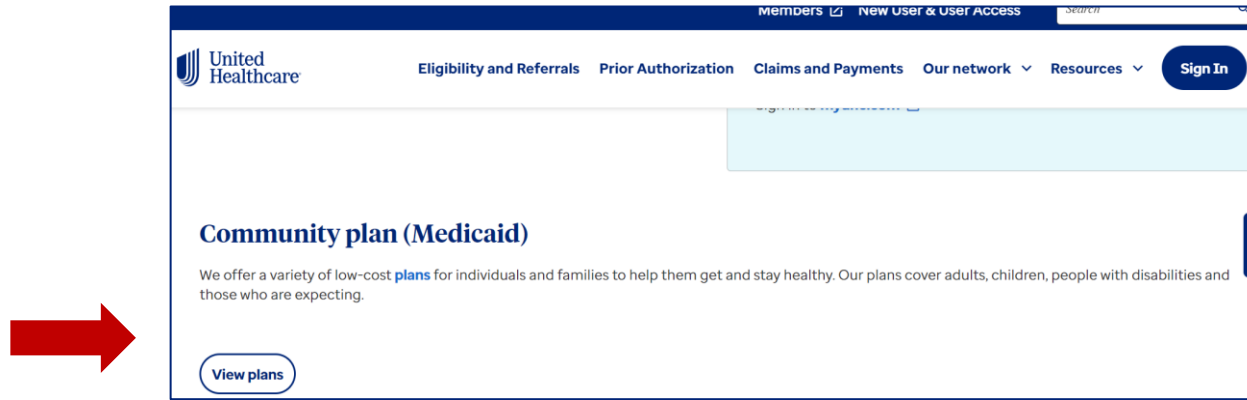 Members New User & User Access Search
United
Healthcare
Eligibility and Referrals Prior Authorization Claims and Payments Our network Resources Sign In
Community plan (Medicaid)
We offer a variety of low-cost plans for individuals and families to help them get and stay healthy. Our plans cover adults, children, people with disabilities and
those who are expecting.
View plans